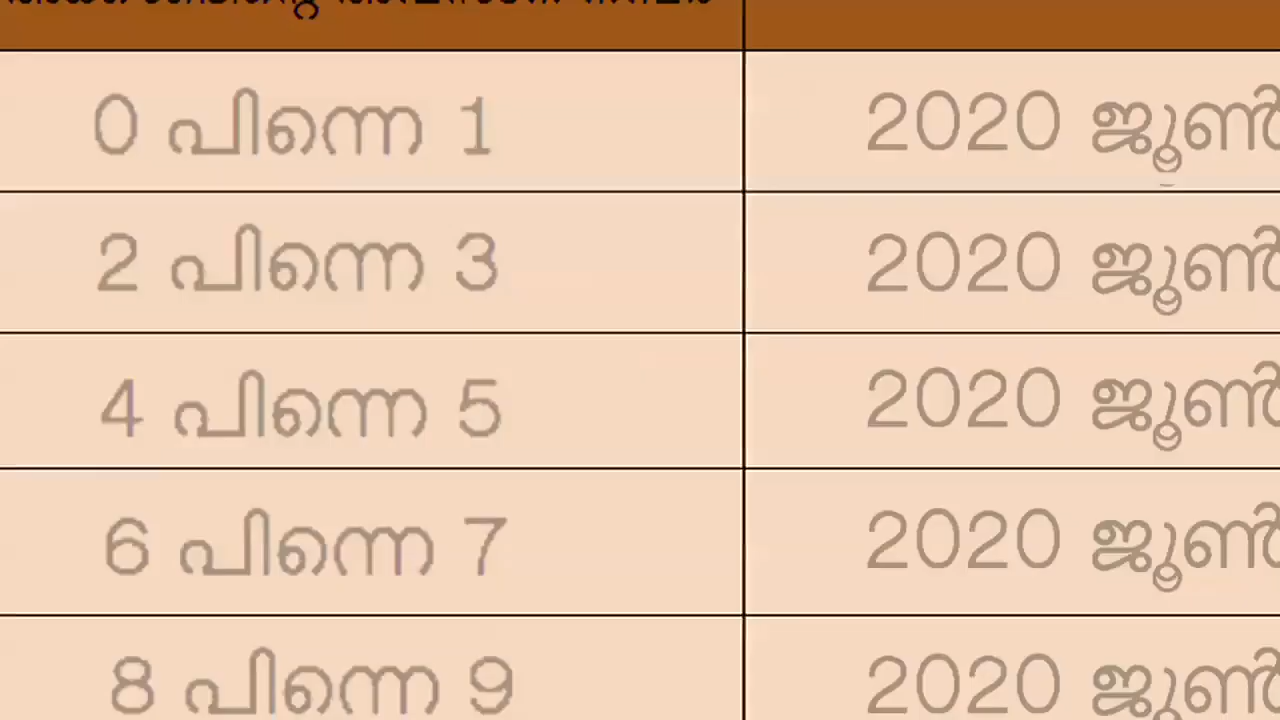 0 പിന്നെ 1 2020 ജൂൺ
2 പിന്നെ 3 2020 ജൂൺ
4 പിന്നെ 5 2020 ജൂൺ
6 പിന്നെ 7 2020 ജൂൺ
8 പിന്നെ 9 2020 ജൂൺ